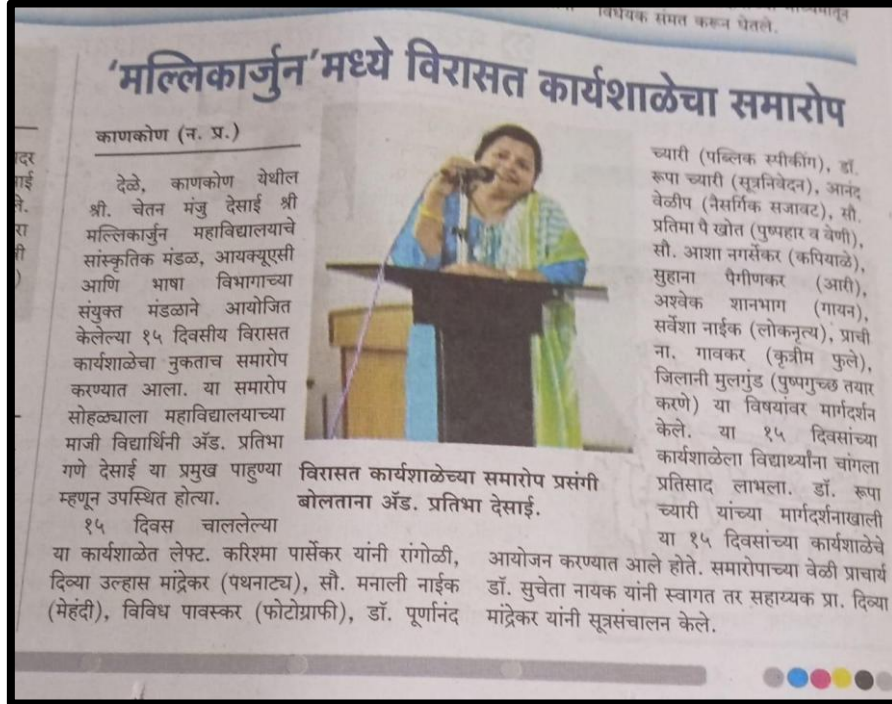 विधेयक संमत करून घेतले.
'मल्लिकार्जुन'मध्ये विरासत कार्यशाळेचा समारोप
काणकोण (न. प्र.)
देळे, काणकोण येथील
श्री. चेतन मंजु देसाई श्री
मल्लिकार्जुन महाविद्यालयाचे
सांस्कृतिक मंडळ, आयक्यूएसी
आणि भाषा विभागाच्या
संयुक्त मंडळाने आयोजित
केलेल्या १५ दिवसीय विरासत
कार्यशाळेचा नुकताच समारोप
करण्यात आला. या समारोप
सोहळ्याला महाविद्यालयाच्या
माजी विद्यार्थिनी ॲड. प्रतिभा
गणे देसाई या प्रमुख पाहुण्या
म्हणून उपस्थित होत्या.
१५ दिवस चाललेल्या
या कार्यशाळेत लेफ्ट. करिश्मा पार्सेकर यांनी रांगोळी,
दिव्या उल्हास मांद्रेकर (पथनाट्य), सौ. मनाली नाईक
(मेहंदी), विविध पावस्कर (फोटोग्राफी), डॉ. पूर्णानंद
विरासत कार्यशाळेच्या समारोप प्रसंगी
बोलताना ॲड. प्रतिभा देसाई.
च्यारी (पब्लिक स्पीकींग), डॉ.
रूपा च्यारी (सूत्रनिवेदन), आनंद
वेळीप (नैसर्गिक सजावट), सौ.
प्रतिमा पै खोत (पुष्पहार व वेणी),
सौ. आशा नगर्सेकर (कपियाळे),
सुहाना पैगीणकर (आरी),
अश्वेक शानभाग (गायन),
सर्वेशा नाईक (लोकनृत्य), प्राची
ना. गावकर (कृत्रीम फुले),
जिलानी मुलगुंड (पुष्पगुच्छ तयार
करणे) या विषयांवर मार्गदर्शन
केले. या १५ दिवसांच्या
कार्यशाळेला विद्यार्थ्यांना चांगला
प्रतिसाद लाभला. डॉ. रूपा
च्यारी यांच्या मार्गदर्शनाखाली
या १५ दिवसांच्या कार्यशाळेचे
आयोजन करण्यात आले होते. समारोपाच्या वेळी प्राचार्य
डॉ. सुचेता नायक यांनी स्वागत तर सहाय्यक प्रा. दिव्या
मांद्रेकर यांनी सूत्रसंचालन केले.